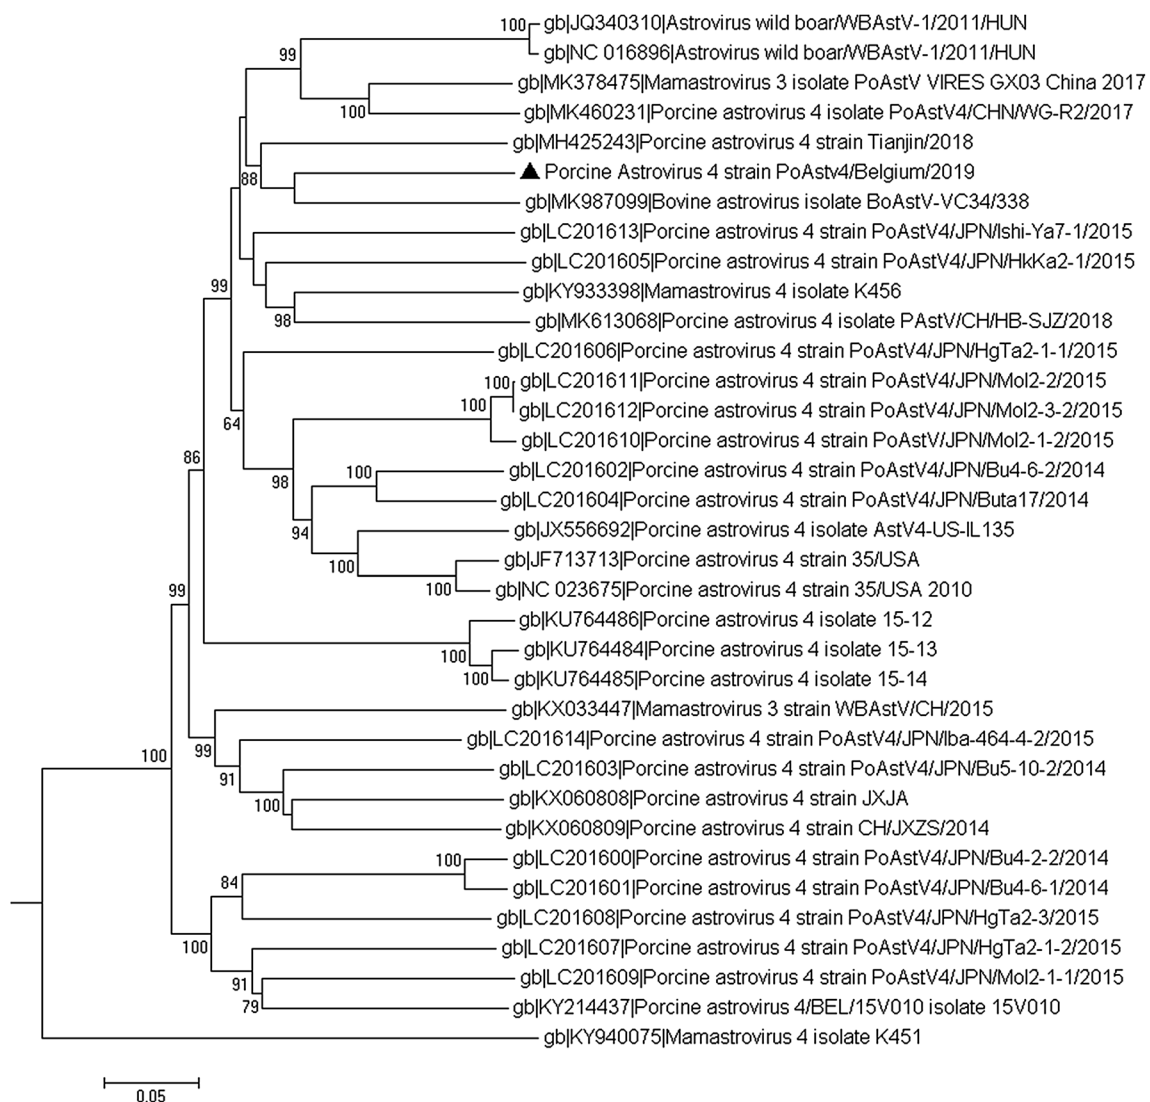 100 gb|JQ340310|Astrovirus wild boar/WBAstV-1/2011/HUN
gb|NC 016896|Astrovirus wild boar/WBAstV-1/2011/HUN
99
gb|MK378475|Mamastrovirus 3 isolate PoAstV VIRES GX03 China 2017
100 gb|MK460231|Porcine astrovirus 4 isolate PoAstV4/CHN/WG-R2/2017
gb|MH425243|Porcine astrovirus 4 strain Tianjin/2018
88 Porcine Astrovirus 4 strain PoAstv4/Belgium/2019
gb|MK987099|Bovine astrovirus isolate BoAstV-VC34/338
gb|LC201613|Porcine astrovirus 4 strain PoAstV4/JPN/Ishi-Ya7-1/2015
gb|LC201605|Porcine astrovirus 4 strain PoAstV4/JPN/HkKa2-1/2015
99 gb|KY933398|Mamastrovirus 4 isolate K456
98 gb|MK613068|Porcine astrovirus 4 isolate PAstV/CH/HB-SJZ/2018
gb|LC201606|Porcine astrovirus 4 strain PoAstV4/JPN/HgTa2-1-1/2015
100 gb|LC201611|Porcine astrovirus 4 strain PoAstV4/JPN/Mol2-2/2015
100 gb|LC201612|Porcine astrovirus 4 strain PoAstV4/JPN/Mol2-3-2/2015
64
gb|LC201610|Porcine astrovirus 4 strain PoAstV/JPN/Mol2-1-2/2015
86
100 gb|LC201602|Porcine astrovirus 4 strain PoAstV4/JPN/Bu4-6-2/2014
98
gb|LC201604|Porcine astrovirus 4 strain PoAstV4/JPN/Buta17/2014
94 gb|JX556692|Porcine astrovirus 4 isolate AstV4-US-IL135
100 gb|JF713713|Porcine astrovirus 4 strain 35/USA
99 100 gb|NC 023675|Porcine astrovirus 4 strain 35/USA 2010
gb|KU764486|Porcine astrovirus 4 isolate 15-12
100 gb|KU764484|Porcine astrovirus 4 isolate 15-13
100 gb|KU764485|Porcine astrovirus 4 isolate 15-14
gb|KX033447|Mamastrovirus 3 strain WBAstV/CH/2015
99 gb|LC201614|Porcine astrovirus 4 strain PoAstV4/JPN/Iba-464-4-2/2015
100
91 gb|LC201603|Porcine astrovirus 4 strain PoAstV4/JPN/Bu5-10-2/2014
100 gb|KX060808|Porcine astrovirus 4 strain JXJA
gb|KX060809|Porcine astrovirus 4 strain CH/JXZS/2014
100 gb|LC201600|Porcine astrovirus 4 strain PoAstV4/JPN/Bu4-2-2/2014
84 gb|LC201601|Porcine astrovirus 4 strain PoAstV4/JPN/Bu4-6-1/2014
gb|LC201608|Porcine astrovirus 4 strain PoAstV4/JPN/HgTa2-3/2015
100 gb|LC201607|Porcine astrovirus 4 strain PoAstV4/JPN/HgTa2-1-2/2015
91 gb|LC201609|Porcine astrovirus 4 strain PoAstV4/JPN/Mol2-1-1/2015
79 gb|KY214437|Porcine astrovirus 4/BEL/15V010 isolate 15V010
gb|KY940075|Mamastrovirus 4 isolate K451
0.05